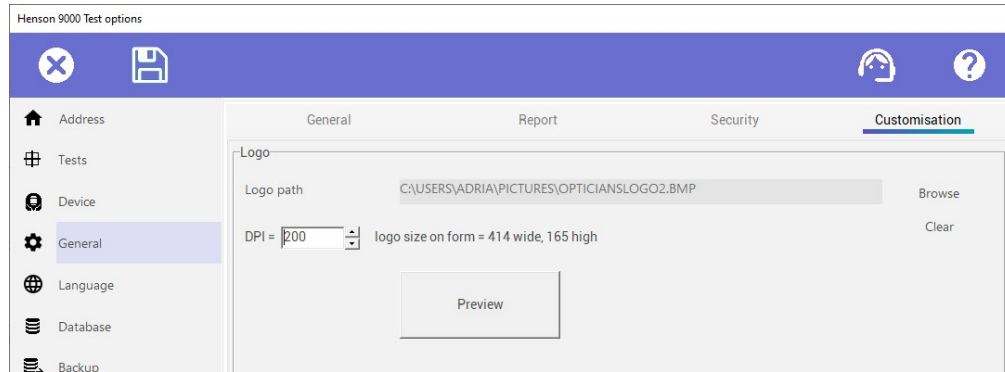 Henson 9000 Test options
Address
Tests
Device
General
Language
Database
Backup
General Report Security Customisation
Logo
Logo path C:\USERS\ADRIA\PICTURES\OPTICIANSLOGO2.BMP Browse
DPI = 200 logo size on form = 414 wide, 165 high Clear
Preview